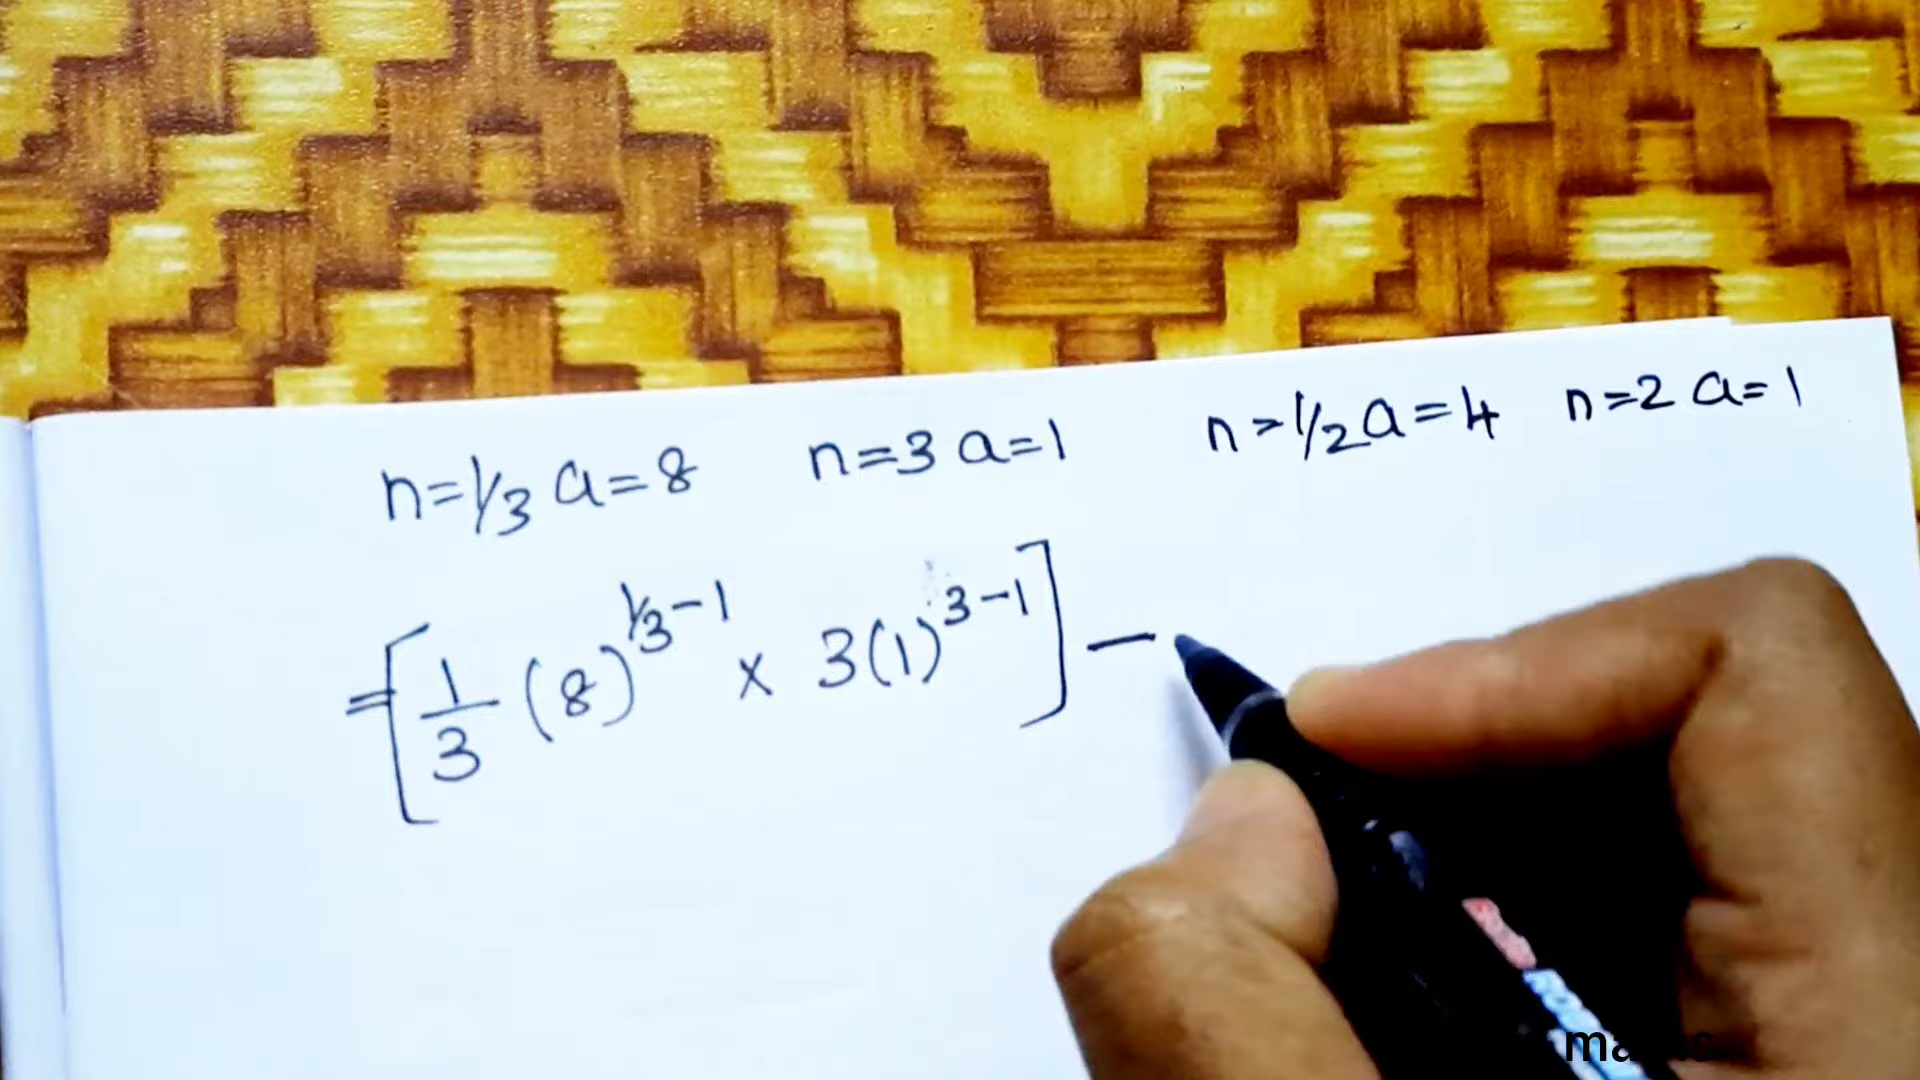 n=1/3 a=8 n=3 a=1 n=1/2 a=4 n=2 a=1
=[1/3 (8)^1/3-1 × 3(1)^3-1] —